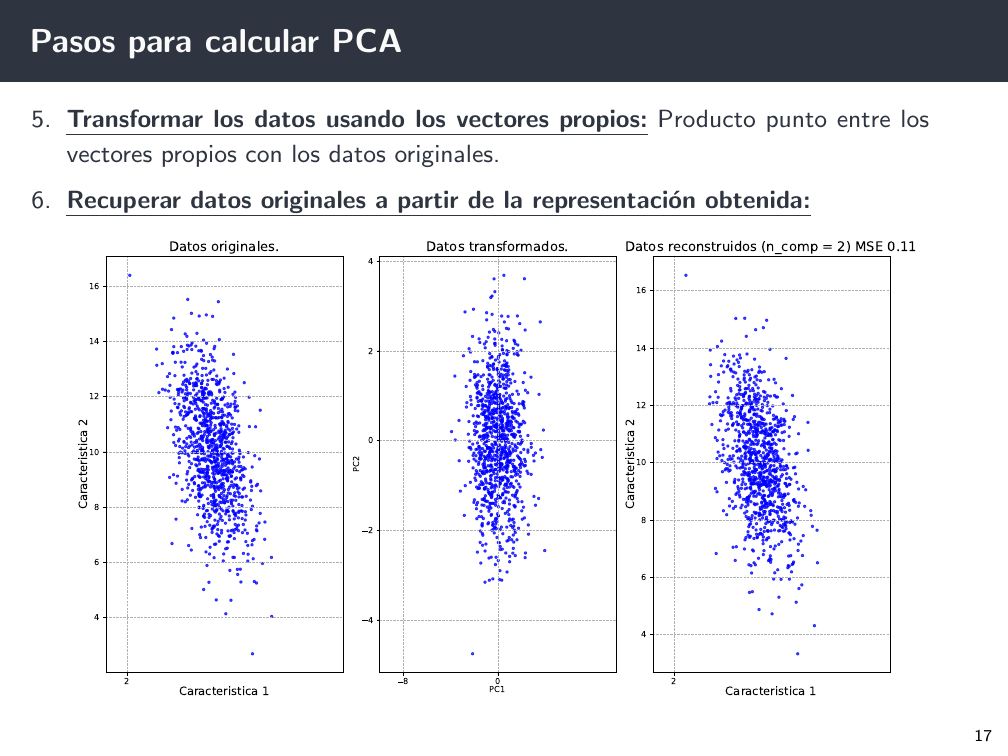 Pasos para calcular PCA
5. Transformar los datos usando los vectores propios: Producto punto entre los
vectores propios con los datos originales.
6. Recuperar datos originales a partir de la representación obtenida:
Datos originales.
16
14
12
10
8
6
4
2
Caracteristica 2
Caracteristica 1
Datos transformados.
4
2
0
−2
−4
−8
0
PC2
PC1
Datos reconstruidos (n_comp = 2) MSE 0.11
16
14
12
10
8
6
4
2
Caracteristica 2
Caracteristica 1
17